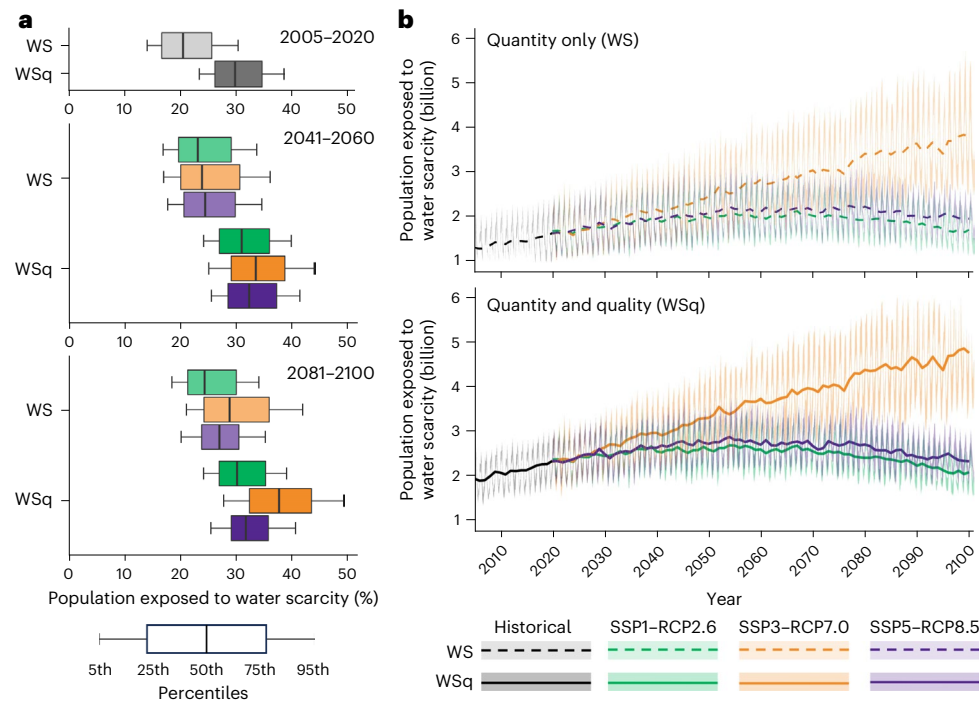 a
2005–2020
WS
WSq
0 10 20 30 40 50
2041–2060
WS
WSq
0 10 20 30 40 50
2081–2100
WS
WSq
0 10 20 30 40 50
Population exposed to water scarcity (%)
5th 25th 50th 75th 95th
Percentiles
b
Quantity only (WS)
Population exposed to
water scarcity (billion)
6
5
4
3
2
1
Quantity and quality (WSq)
Population exposed to
water scarcity (billion)
6
5
4
3
2
1
2010 2020 2030 2040 2050 2060 2070 2080 2090 2100
Year
Historical SSP1–RCP2.6 SSP3–RCP7.0 SSP5–RCP8.5
WS
WSq